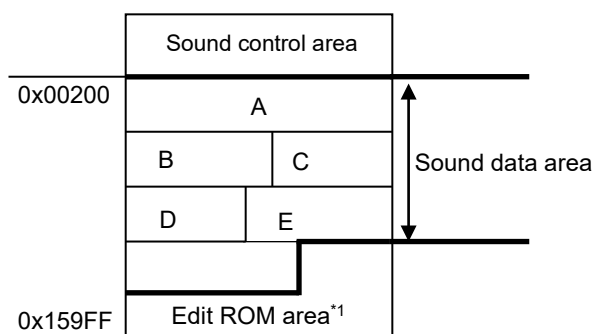 Sound control area
0x00200
A
B C
Sound data area
D E
0x159FF
Edit ROM area*1